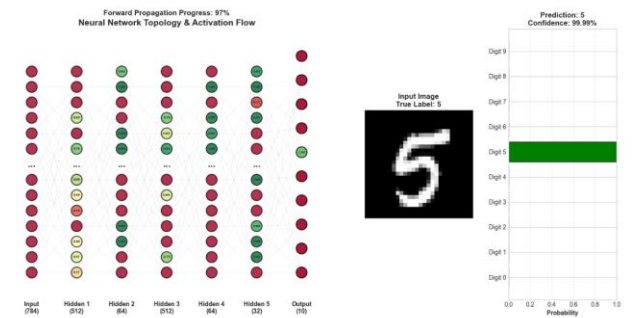 Forward Propagation Progress: 97%
Neural Network Topology & Activation Flow
...
Input
(784)
Hidden 1
(512)
Hidden 2
(64)
Hidden 3
(512)
Hidden 4
(64)
Hidden 5
(32)
Output
(10)
Input Image
True Label: 5
5
Prediction: 5
Confidence: 99.99%
Digit 9
Digit 8
Digit 7
Digit 6
Digit 5
Digit 4
Digit 3
Digit 2
Digit 1
Digit 0
0.0 0.2 0.4 0.6 0.8 1.0
Probability